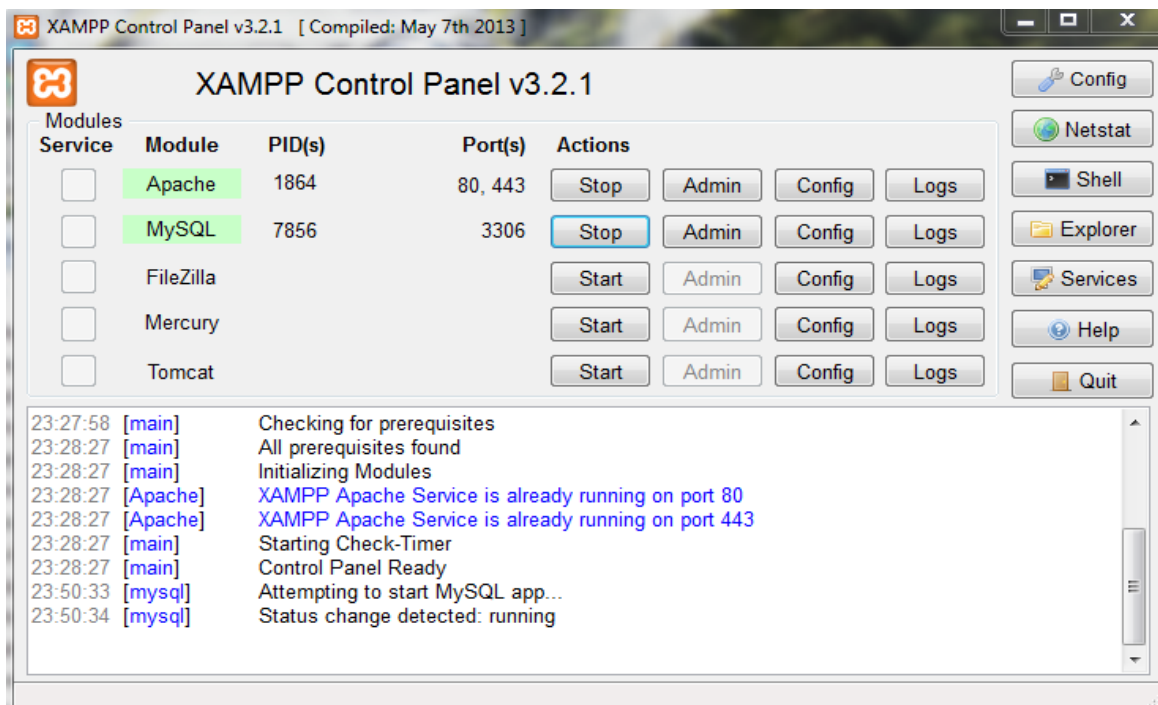 XAMPP Control Panel v3.2.1 [ Compiled: May 7th 2013 ]
XAMPP Control Panel v3.2.1
Config
Modules
Netstat
Service Module PID(s) Port(s) Actions
Apache 1864 80, 443 Stop Admin Config Logs
Shell
MySQL 7856 3306 Stop Admin Config Logs
Explorer
FileZilla Start Admin Config Logs
Services
Mercury Start Admin Config Logs
Help
Tomcat Start Admin Config Logs
Quit
23:27:58 [main] Checking for prerequisites
23:28:27 [main] All prerequisites found
23:28:27 [main] Initializing Modules
23:28:27 [Apache] XAMPP Apache Service is already running on port 80
23:28:27 [Apache] XAMPP Apache Service is already running on port 443
23:28:27 [main] Starting Check-Timer
23:28:27 [main] Control Panel Ready
23:50:33 [mysql] Attempting to start MySQL app...
23:50:34 [mysql] Status change detected: running